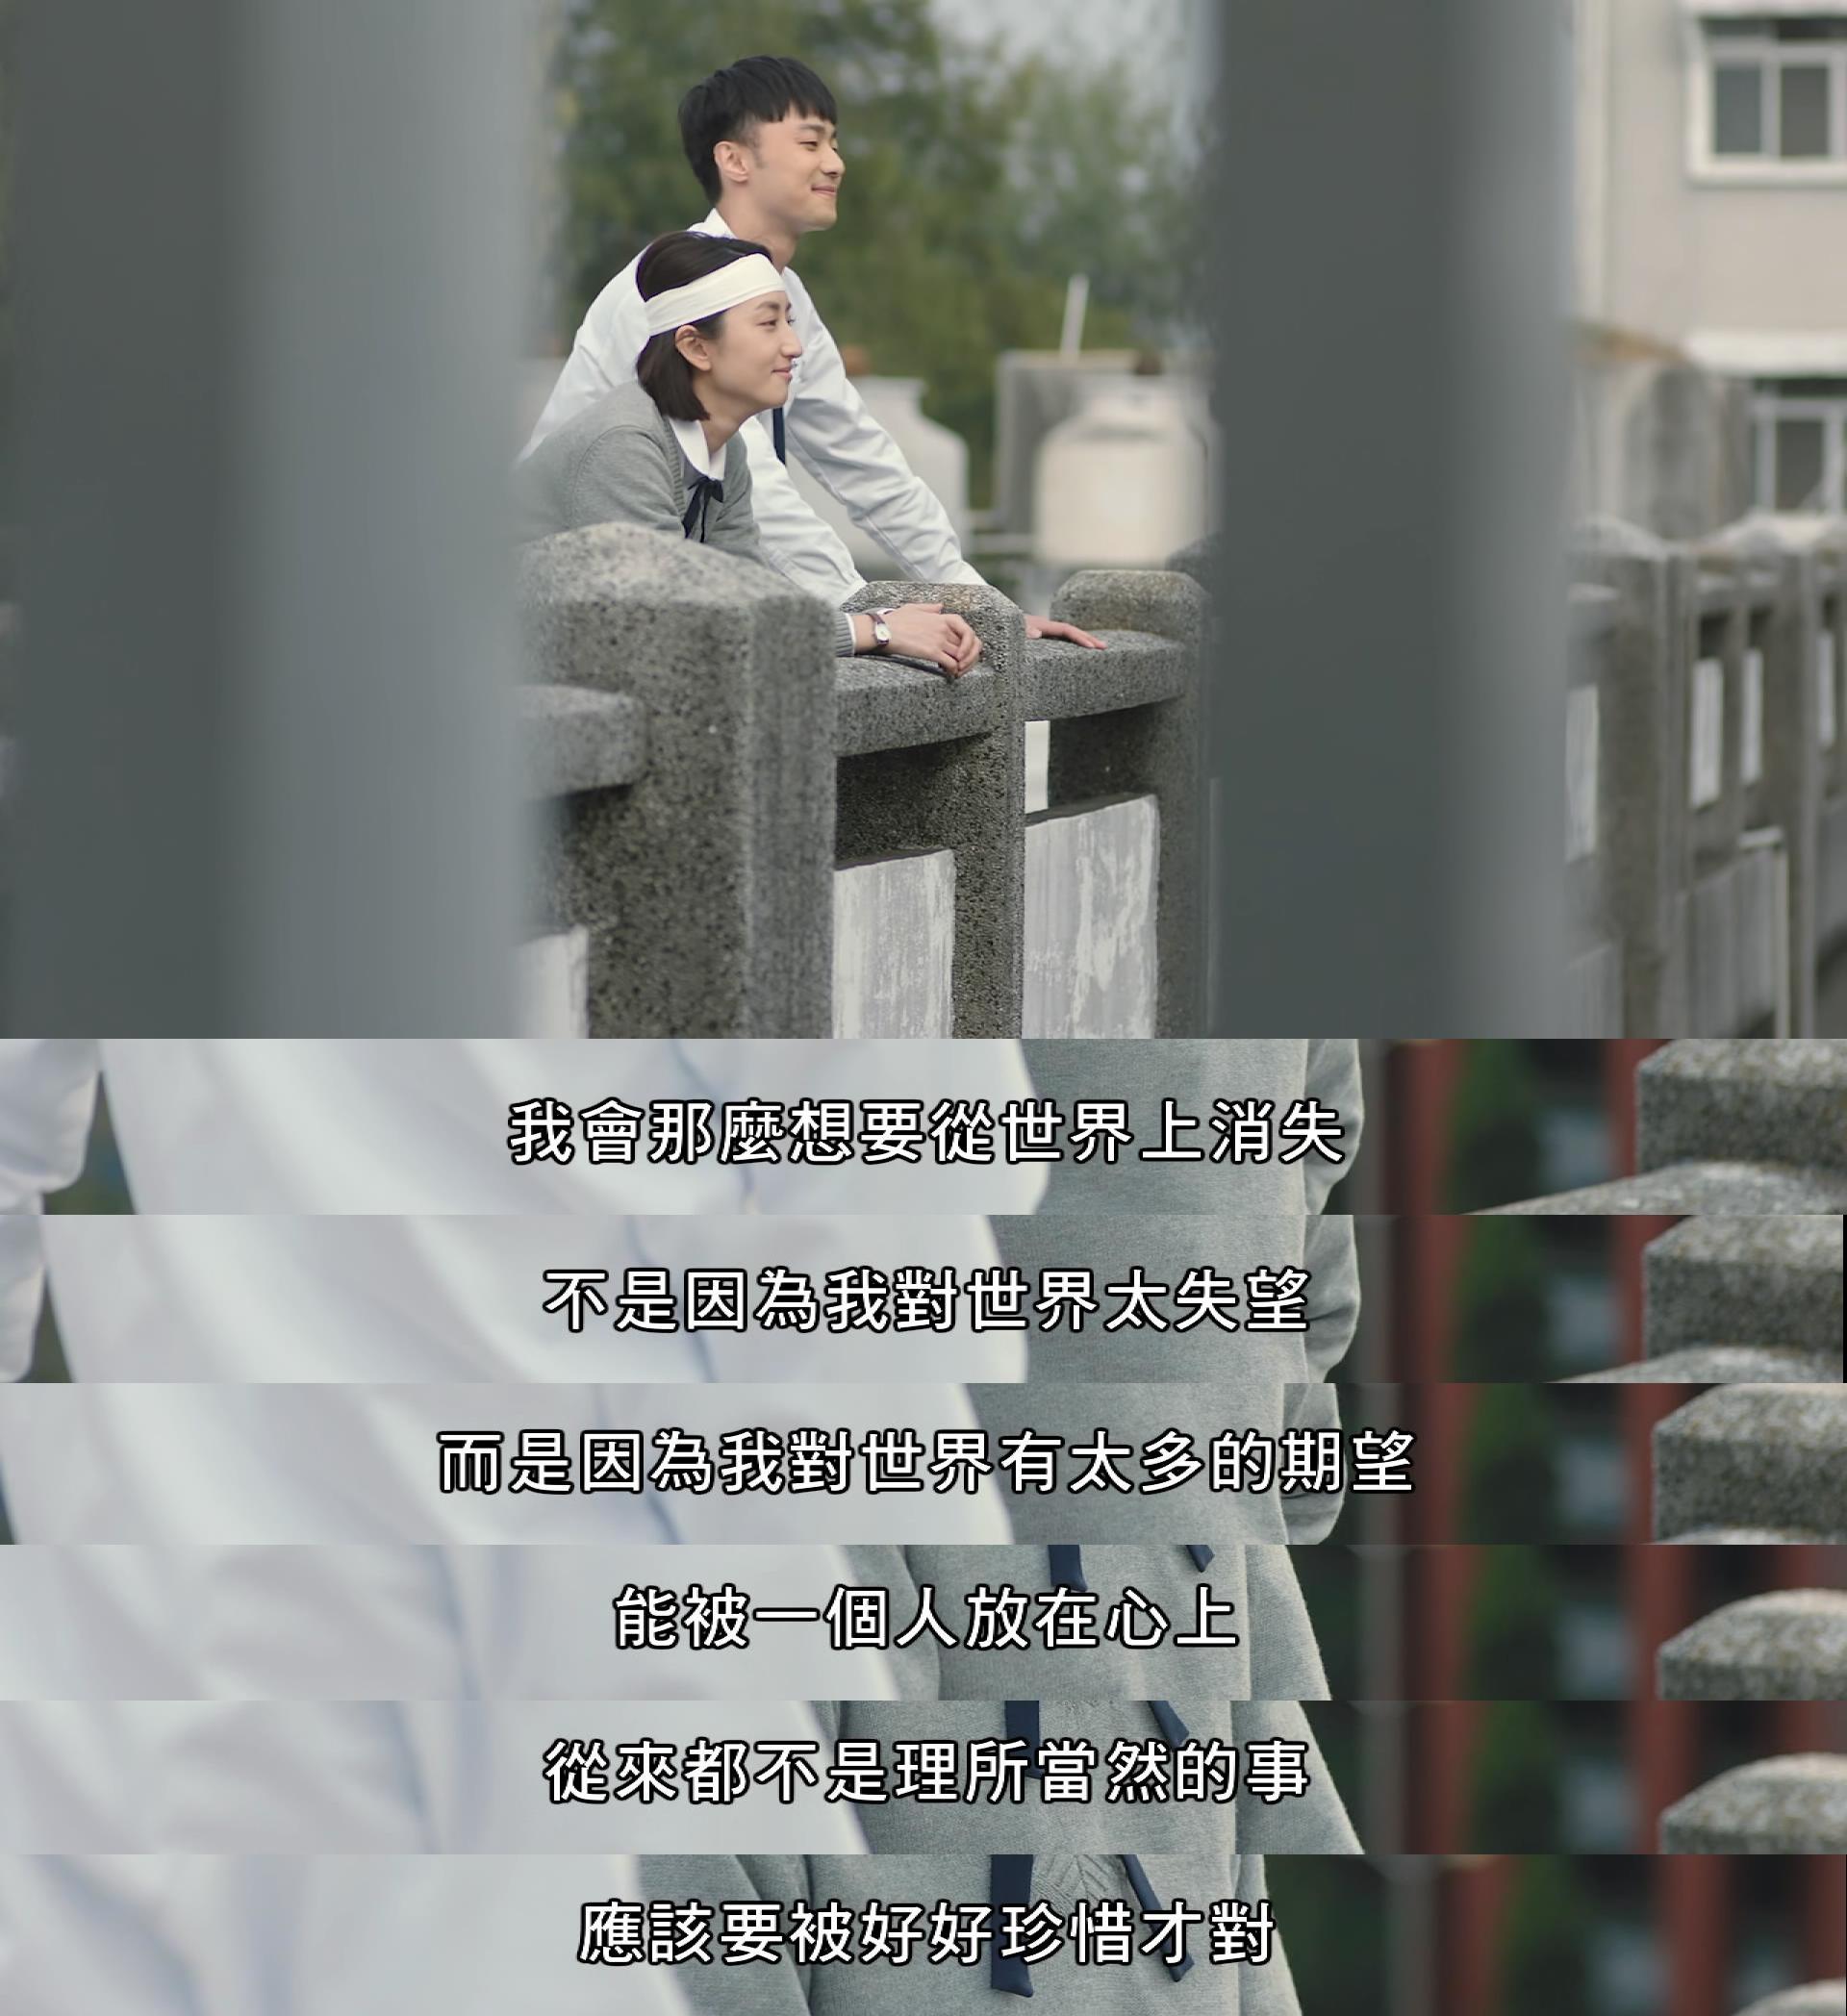 我會那麼想要從世界上消失
不是因為我對世界太失望
而是因為我對世界有太多的期望
能被一個人放在心上
從來都不是理所當然的事
應該要被好好珍惜才對